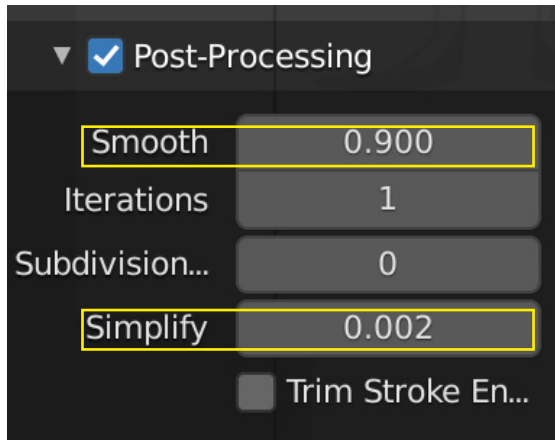 Post-Processing
Smooth 0.900
Iterations 1
Subdivision... 0
Simplify 0.002
Trim Stroke En...